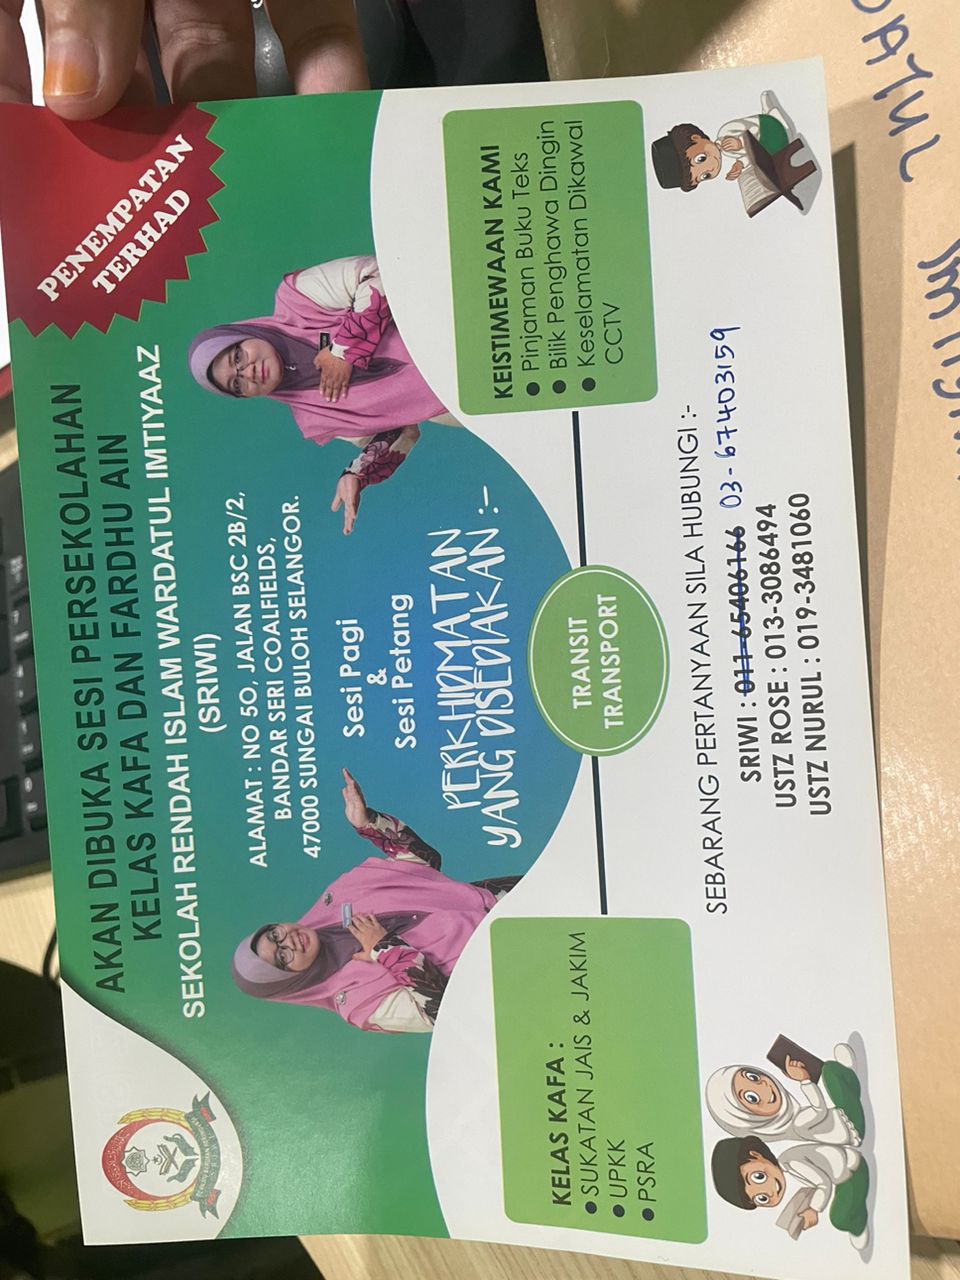 AKAN DIBUKA SESI PERSEKOLAHAN
KELAS KAFA DAN FARDHU AIN
SEKOLAH RENDAH ISLAM WARDATUL IMTIYAAZ
(SRIWI)
PENEMPATAN
TERHAD
ALAMAT : NO 50, JALAN BSC 2B/2,
BANDAR SERI COALFIELDS,
47000 SUNGAI BULOH SELANGOR.
Sesi Pagi
&
Sesi Petang
PERKHIDMATAN
YANG DISEDIAKAN :-
KELAS KAFA :
• SUKATAN JAIS & JAKIM
• UPKK
• PSRA
TRANSIT
TRANSPORT
KEISTIMEWAAN KAMI
• Pinjaman Buku Teks
• Bilik Penghawa Dingin
• Keselamatan Dikawal
CCTV
SEBARANG PERTANYAAN SILA HUBUNGI :-
SRIWI : 011-65406166 03-67403159
USTZ ROSE : 013-3086494
USTZ NURUL : 019-3481060
SRIWI